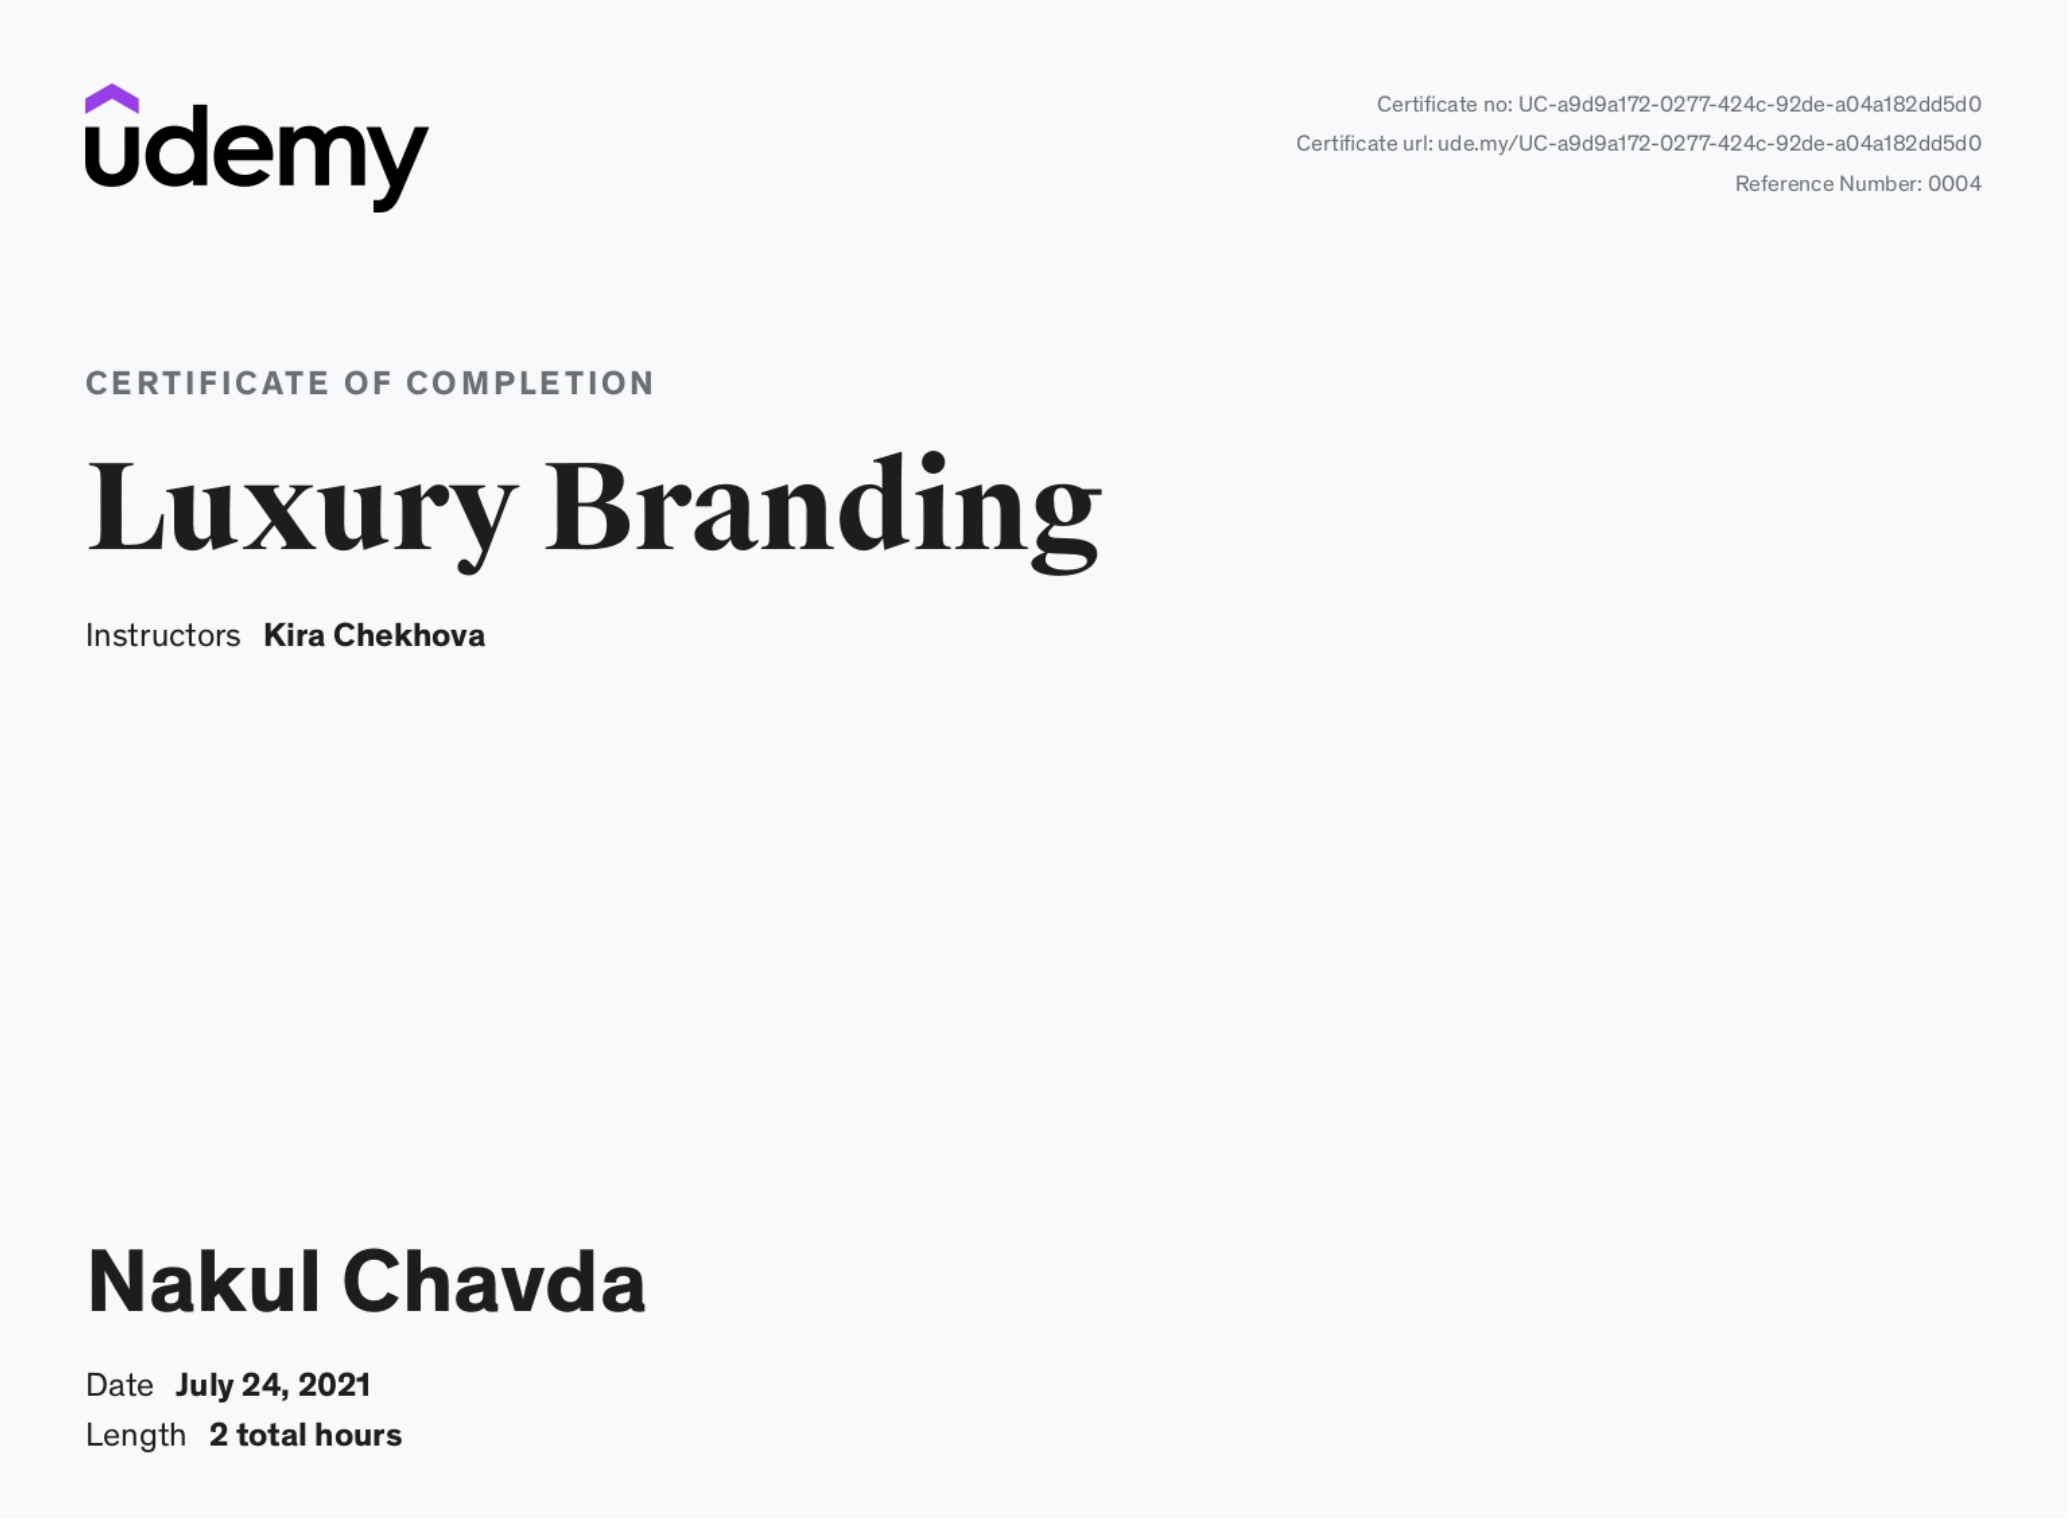 udemy
Certificate no: UC-a9d9a172-0277-424c-92de-a04a182dd5d0
Certificate url: ude.my/UC-a9d9a172-0277-424c-92de-a04a182dd5d0
Reference Number: 0004
CERTIFICATE OF COMPLETION
Luxury Branding
Instructors Kira Chekhova
Nakul Chavda
Date July 24, 2021
Length 2 total hours